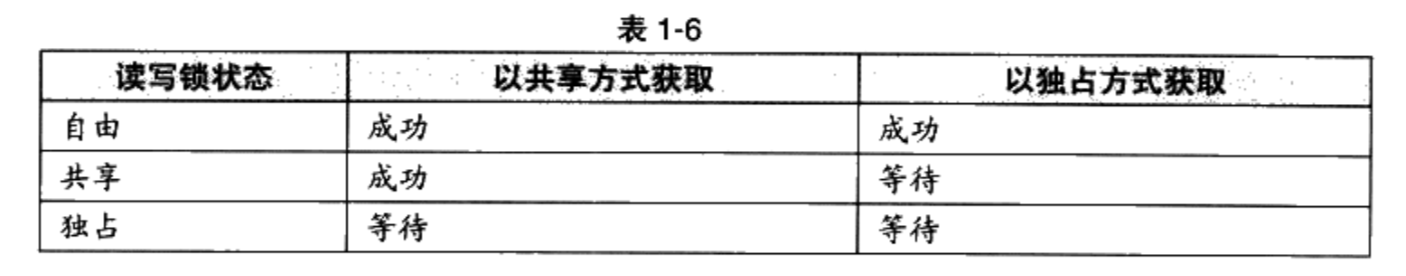 表 1-6
读写锁状态 以共享方式获取 以独占方式获取
自由 成功 成功
共享 成功 等待
独占 等待 等待